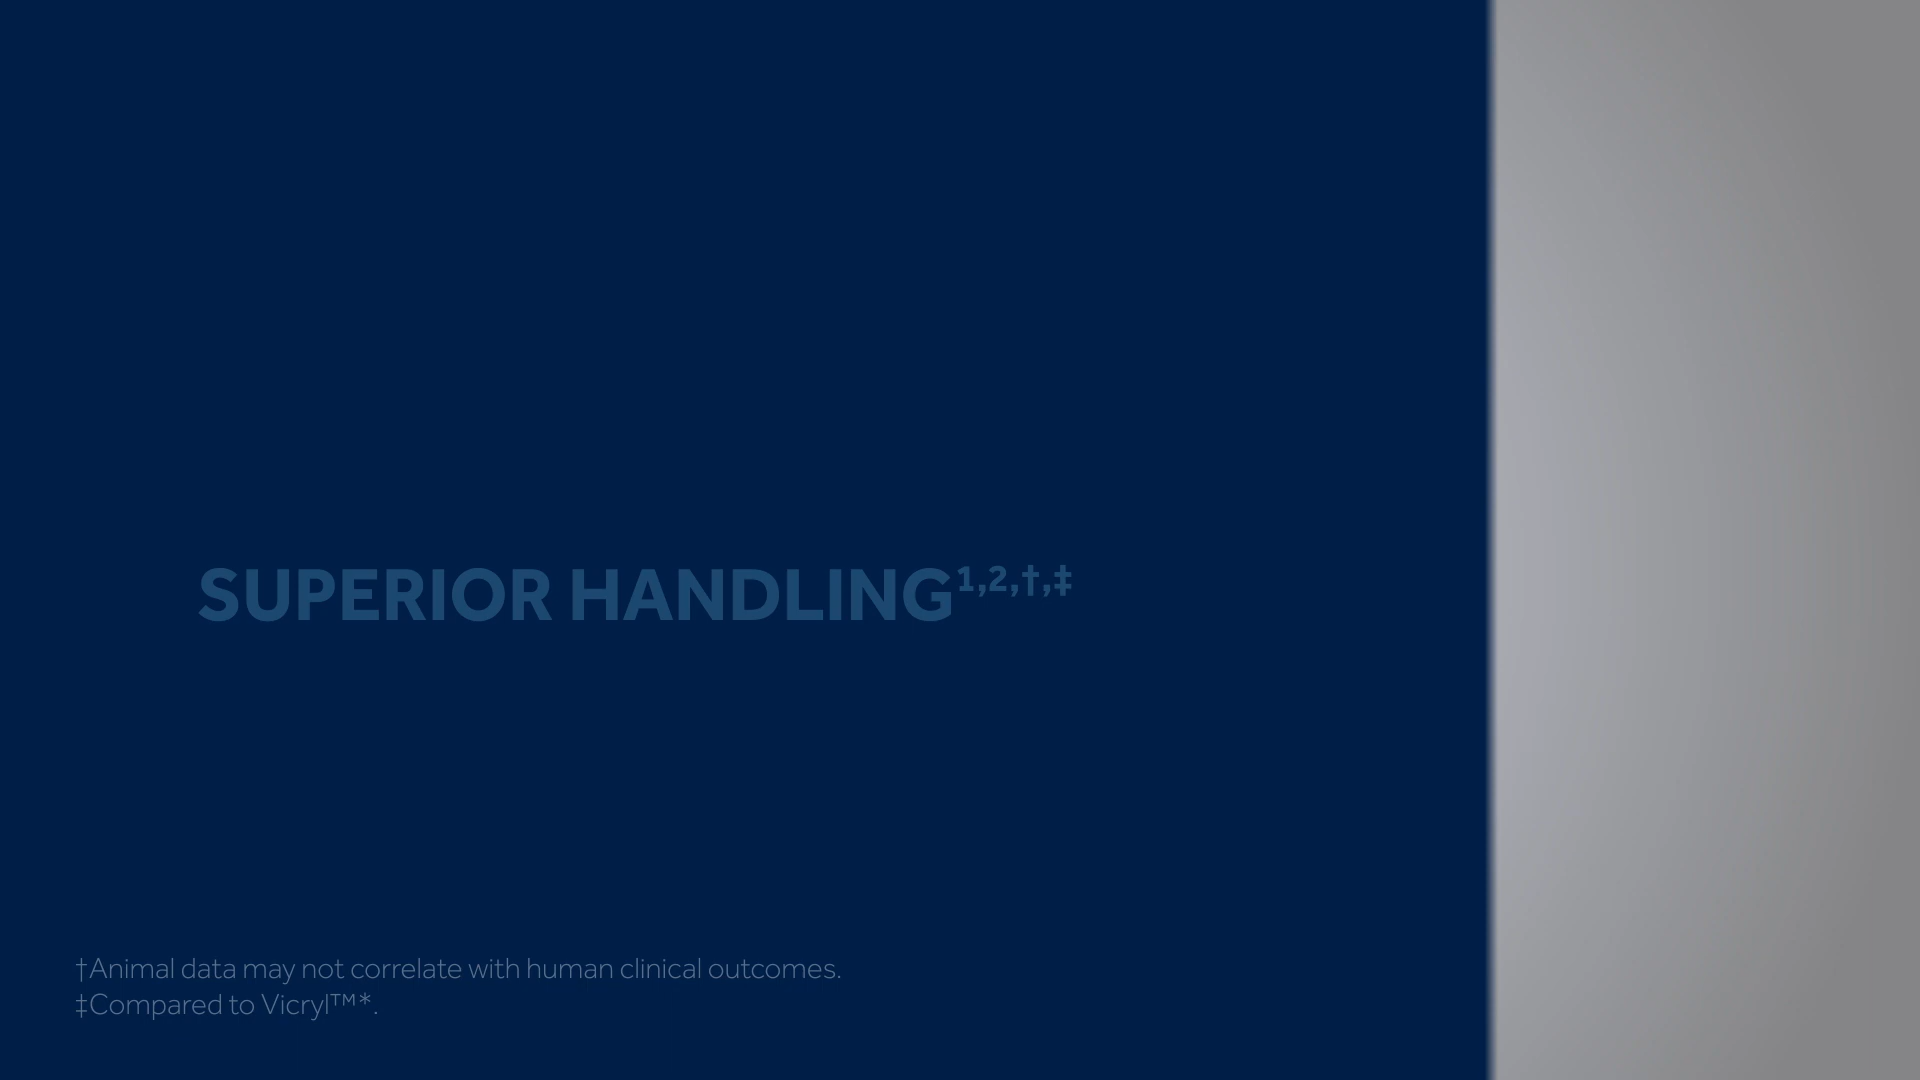 SUPERIOR HANDLING¹,²,†,‡
†Animal data may not correlate with human clinical outcomes.
‡Compared to Vicryl™*.